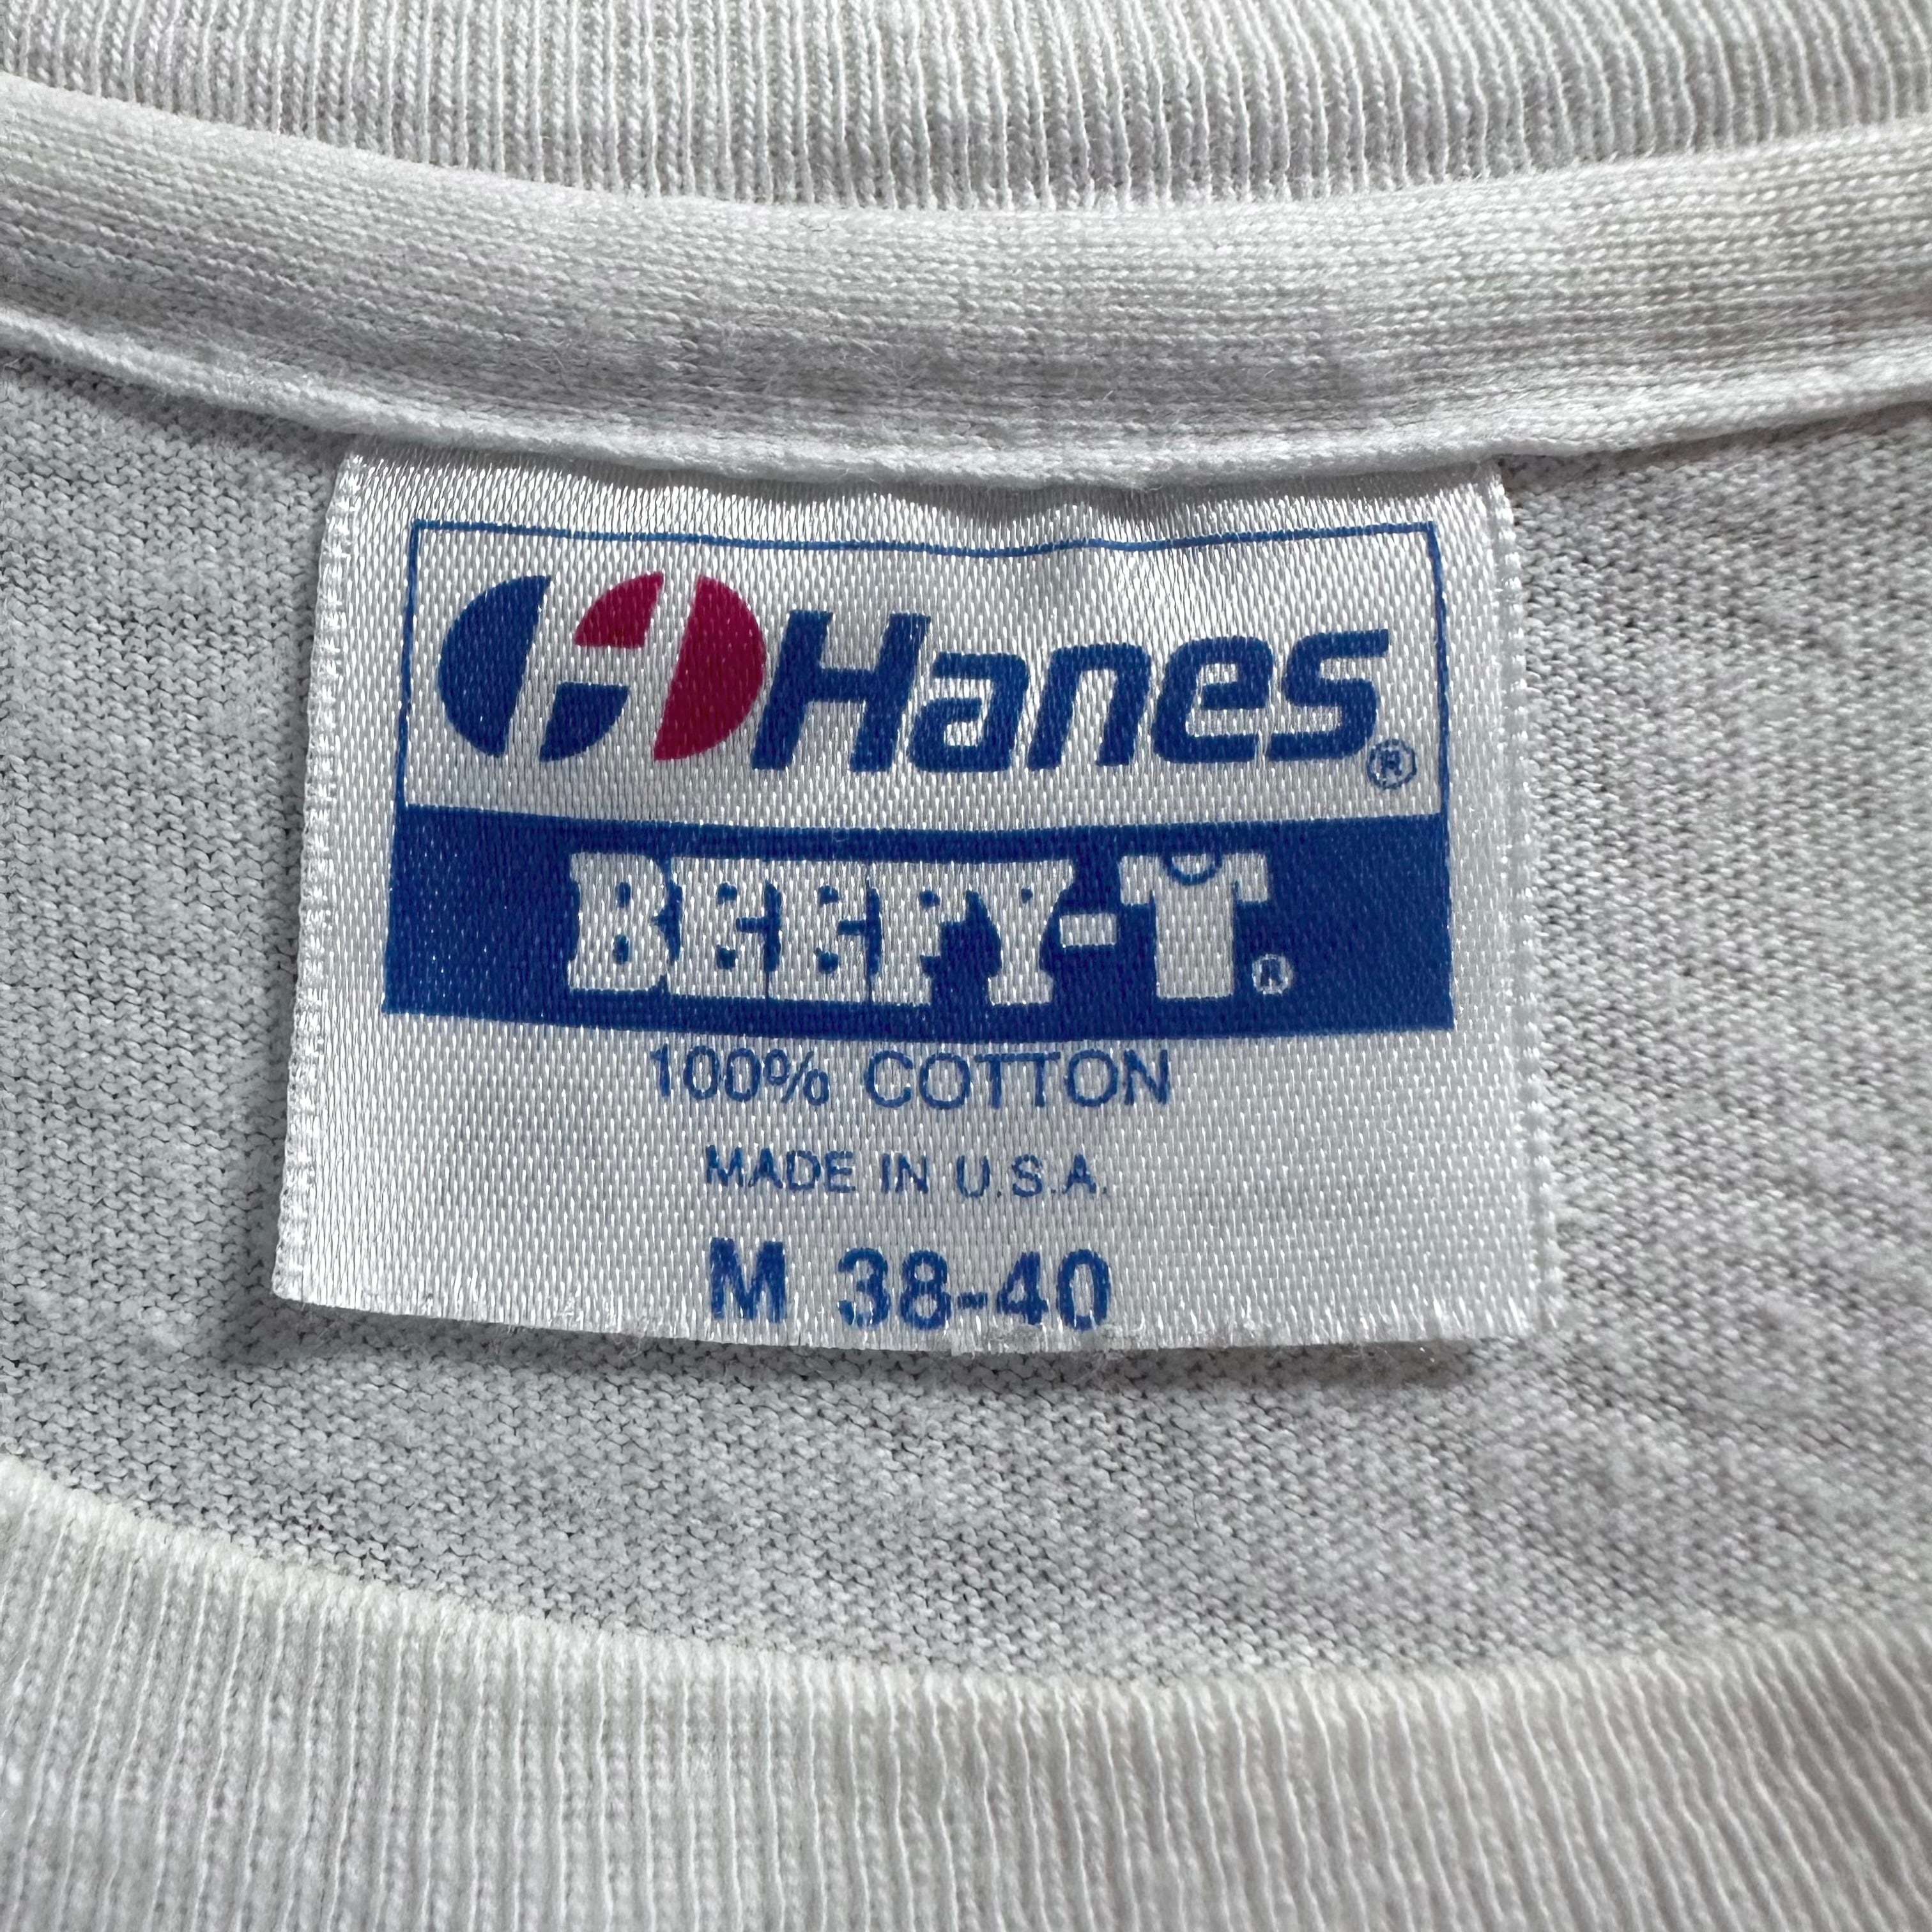 Hanes®
BEEFY-T®
100% COTTON
MADE IN U.S.A.
M 38-40